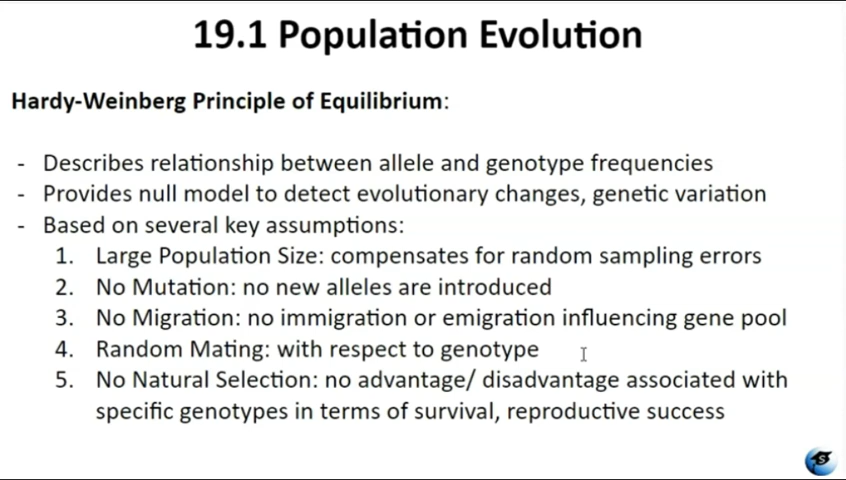 19.1 Population Evolution
Hardy-Weinberg Principle of Equilibrium:
- Describes relationship between allele and genotype frequencies
- Provides null model to detect evolutionary changes, genetic variation
- Based on several key assumptions:
1. Large Population Size: compensates for random sampling errors
2. No Mutation: no new alleles are introduced
3. No Migration: no immigration or emigration influencing gene pool
4. Random Mating: with respect to genotype
5. No Natural Selection: no advantage/ disadvantage associated with
specific genotypes in terms of survival, reproductive success
S